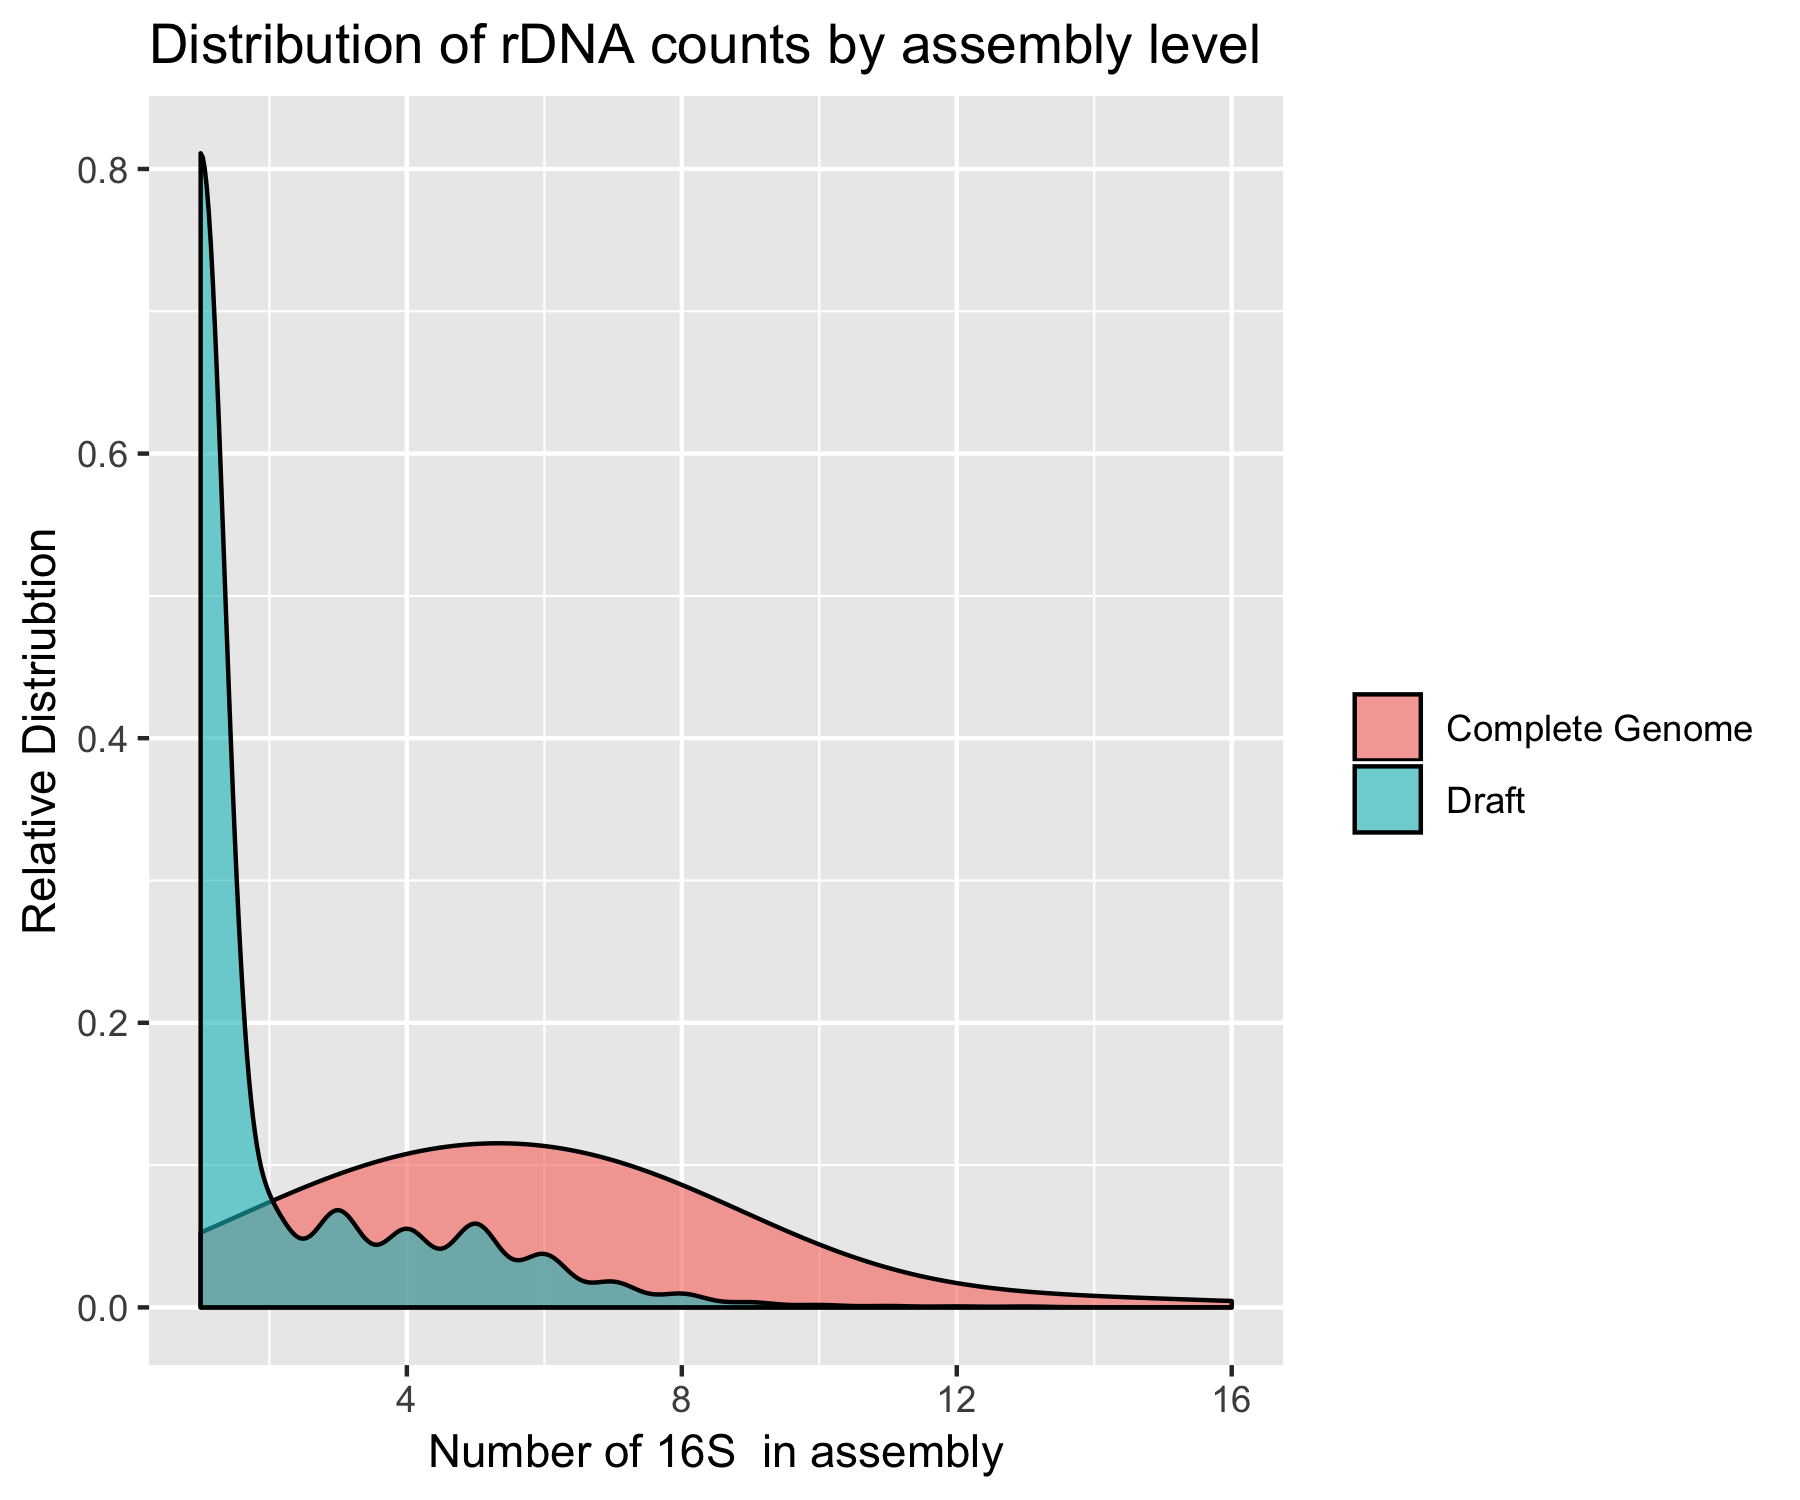 Distribution of rDNA counts by assembly level
0.8
0.6
0.4
0.2
0.0
Relative Distriubtion
4 8 12 16
Number of 16S  in assembly
Complete Genome
Draft